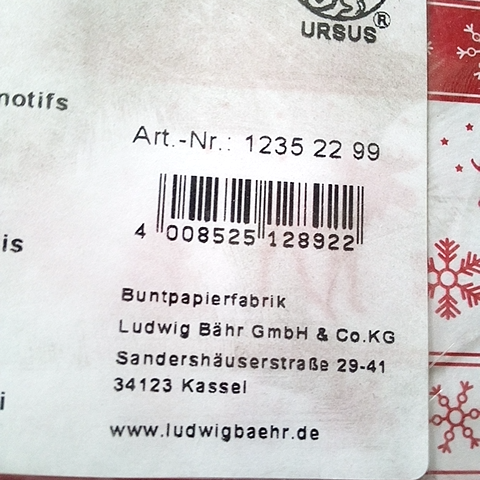 URSUS®
motifs
Art.-Nr.: 1235 22 99
4 008525 128922
is
Buntpapierfabrik
Ludwig Bähr GmbH & Co.KG
Sandershäuserstraße 29-41
34123 Kassel
i
www.ludwigbaehr.de